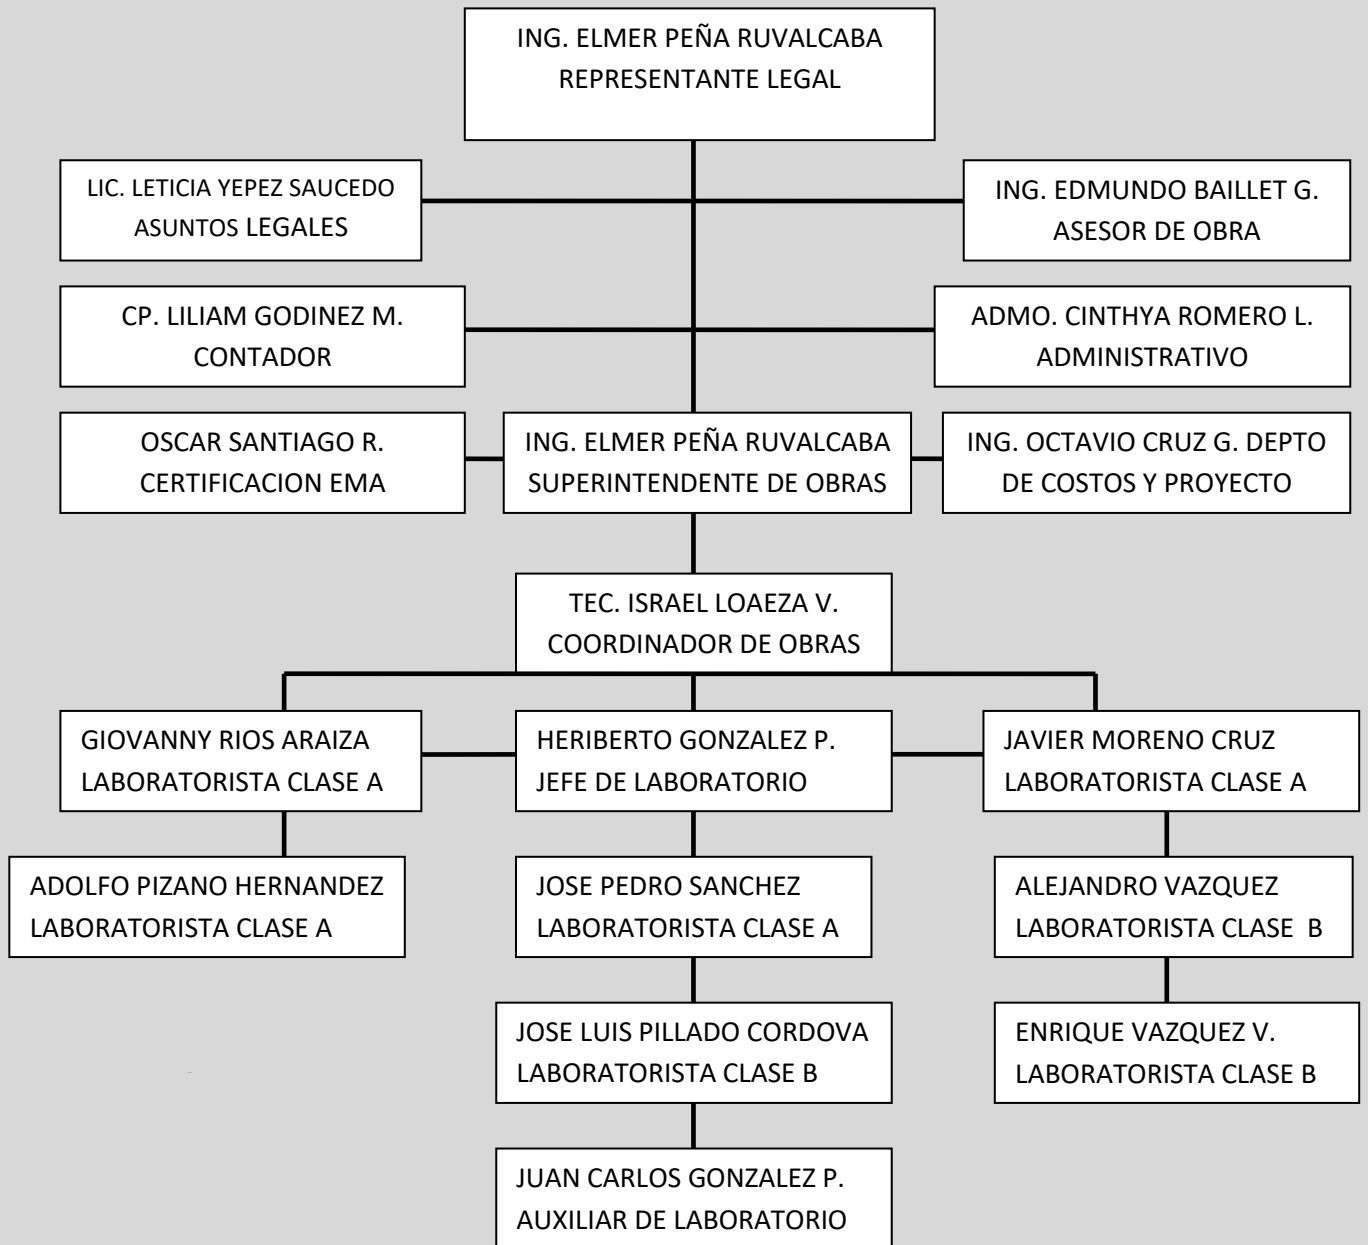 ING. ELMER PEÑA RUVALCABA
REPRESENTANTE LEGAL
LIC. LETICIA YEPEZ SAUCEDO
ASUNTOS LEGALES
ING. EDMUNDO BAILLET G.
ASESOR DE OBRA
CP. LILIAM GODINEZ M.
CONTADOR
ADMO. CINTHYA ROMERO L.
ADMINISTRATIVO
OSCAR SANTIAGO R.
CERTIFICACION EMA
ING. ELMER PEÑA RUVALCABA
SUPERINTENDENTE DE OBRAS
ING. OCTAVIO CRUZ G. DEPTO
DE COSTOS Y PROYECTO
TEC. ISRAEL LOAEZA V.
COORDINADOR DE OBRAS
GIOVANNY RIOS ARAIZA
LABORATORISTA CLASE A
HERIBERTO GONZALEZ P.
JEFE DE LABORATORIO
JAVIER MORENO CRUZ
LABORATORISTA CLASE A
ADOLFO PIZANO HERNANDEZ
LABORATORISTA CLASE A
JOSE PEDRO SANCHEZ
LABORATORISTA CLASE A
ALEJANDRO VAZQUEZ
LABORATORISTA CLASE  B
JOSE LUIS PILLADO CORDOVA
LABORATORISTA CLASE B
ENRIQUE VAZQUEZ V.
LABORATORISTA CLASE B
JUAN CARLOS GONZALEZ P.
AUXILIAR DE LABORATORIO